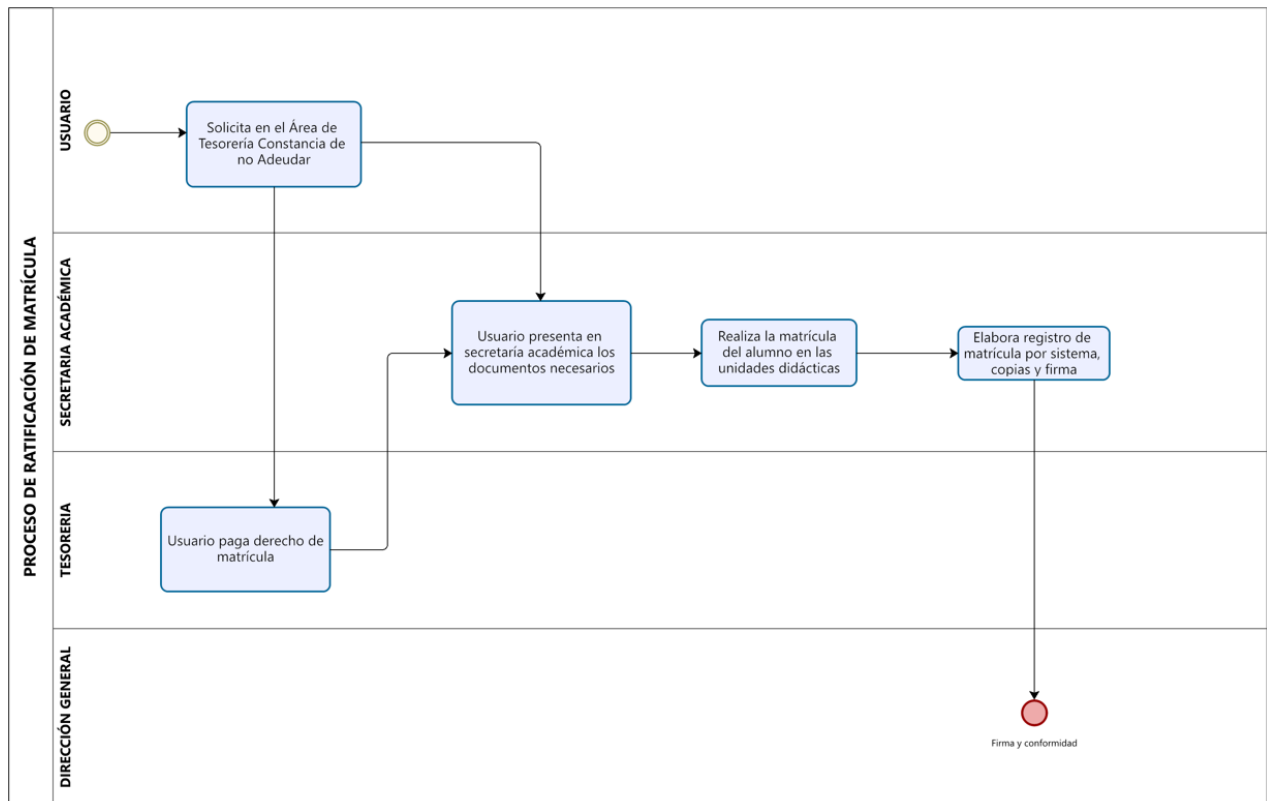 PROCESO DE RATIFICACIÓN DE MATRÍCULA
USUARIO
Solicita en el Área de
Tesorería Constancia de
no Adeudar
SECRETARIA ACADÉMICA
Usuario presenta en
secretaría académica los
documentos necesarios
Realiza la matrícula
del alumno en las
unidades didácticas
Elabora registro de
matrícula por sistema,
copias y firma
TESORERIA
Usuario paga derecho de
matrícula
DIRECCIÓN GENERAL
Firma y conformidad